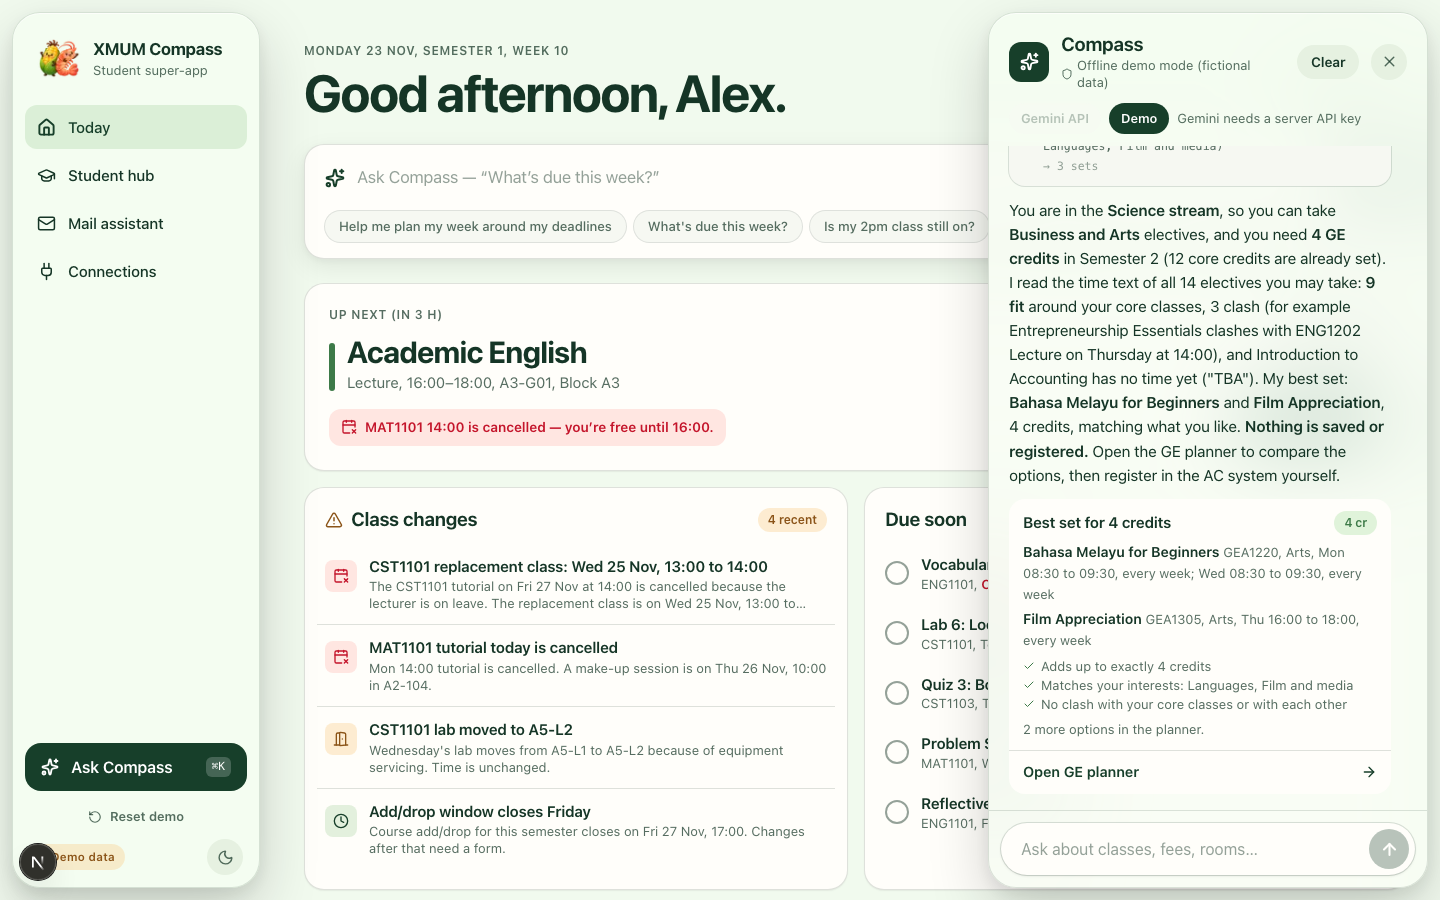 XMUM Compass
Student super-app
Today
Student hub
Mail assistant
Connections
Ask Compass
⌘K
Reset demo
Demo data
N
MONDAY 23 NOV, SEMESTER 1, WEEK 10
Good afternoon, Alex.
Ask Compass — “What’s due this week?”
Help me plan my week around my deadlines
What's due this week?
Is my 2pm class still on?
UP NEXT (IN 3 H)
Academic English
Lecture, 16:00–18:00, A3-G01, Block A3
MAT1101 14:00 is cancelled — you’re free until 16:00.
Class changes
4 recent
CST1101 replacement class: Wed 25 Nov, 13:00 to 14:00
The CST1101 tutorial on Fri 27 Nov at 14:00 is cancelled because the
lecturer is on leave. The replacement class is on Wed 25 Nov, 13:00 to…
MAT1101 tutorial today is cancelled
Mon 14:00 tutorial is cancelled. A make-up session is on Thu 26 Nov, 10:00
in A2-104.
CST1101 lab moved to A5-L2
Wednesday's lab moves from A5-L1 to A5-L2 because of equipment
servicing. Time is unchanged.
Add/drop window closes Friday
Course add/drop for this semester closes on Fri 27 Nov, 17:00. Changes
after that need a form.
Due soon
Vocabula
ENG1101,
Lab 6: Lo
CST1101, T
Quiz 3: B
CST1103, T
Problem S
MAT1101, W
Reflective
ENG1101, F
Compass
Offline demo mode (fictional
data)
Clear
Gemini API
Demo
Gemini needs a server API key
Languages, Film and media)
→ 3 sets
You are in the Science stream, so you can take
Business and Arts electives, and you need 4 GE
credits in Semester 2 (12 core credits are already set).
I read the time text of all 14 electives you may take: 9
fit around your core classes, 3 clash (for example
Entrepreneurship Essentials clashes with ENG1202
Lecture on Thursday at 14:00), and Introduction to
Accounting has no time yet ("TBA"). My best set:
Bahasa Melayu for Beginners and Film Appreciation,
4 credits, matching what you like. Nothing is saved or
registered. Open the GE planner to compare the
options, then register in the AC system yourself.
Best set for 4 credits
4 cr
Bahasa Melayu for Beginners GEA1220, Arts, Mon
08:30 to 09:30, every week; Wed 08:30 to 09:30, every
week
Film Appreciation GEA1305, Arts, Thu 16:00 to 18:00,
every week
Adds up to exactly 4 credits
Matches your interests: Languages, Film and media
No clash with your core classes or with each other
2 more options in the planner.
Open GE planner
Ask about classes, fees, rooms...